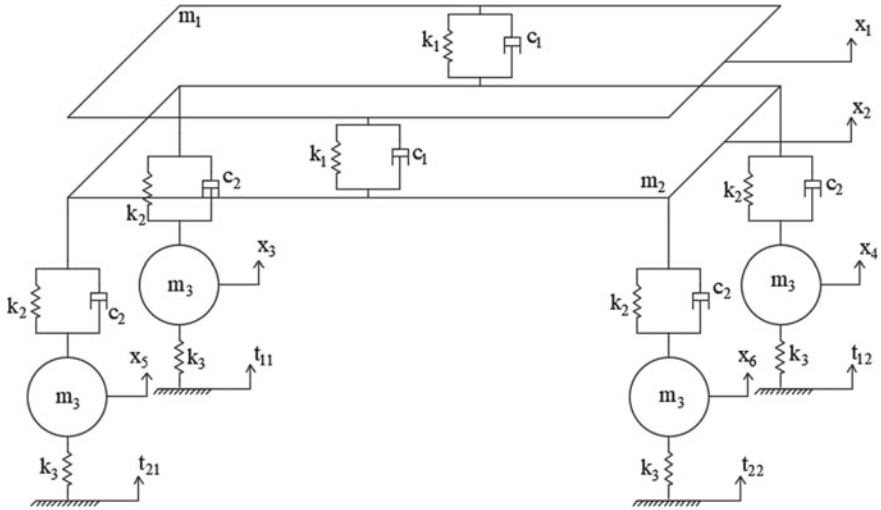 m₁
k₁ c₁ x₁
x₂
k₁ c₁
k₂ c₂ m₂ k₂ c₂
x₃ x₄
k₂ c₂ m₃ k₂ c₂ m₃
x₅ k₃ t₁₁ x₆ k₃ t₁₂
m₃ m₃
k₃ t₂₁ k₃ t₂₂